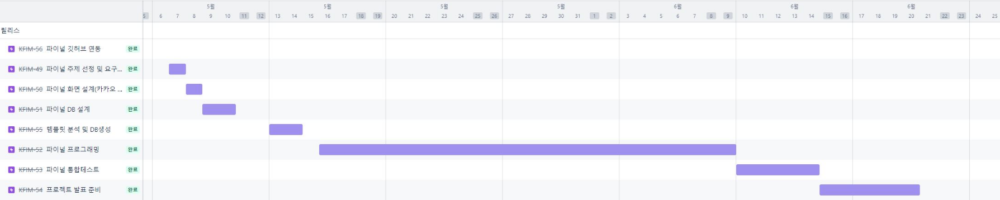 5월 5월 5월 5월 6월 6월 6월
5 6 7 8 9 10 11 12 13 14 15 16 17 18 19 20 21 22 23 24 25 26 27 28 29 30 31 1 2 3 4 5 6 7 8 9 10 11 12 13 14 15 16 17 18 19 20 21 22 23 24 25
릴리스
KFIM-56 파이널 깃허브 연동 완료
KFIM-49 파이널 주제 선정 및 요구... 완료
KFIM-50 파이널 화면 설계(카카오 ... 완료
KFIM-51 파이널 DB 설계 완료
KFIM-55 템플릿 분석 및 DB생성 완료
KFIM-52 파이널 프로그래밍 완료
KFIM-53 파이널 통합테스트 완료
KFIM-54 프로젝트 발표 준비 완료